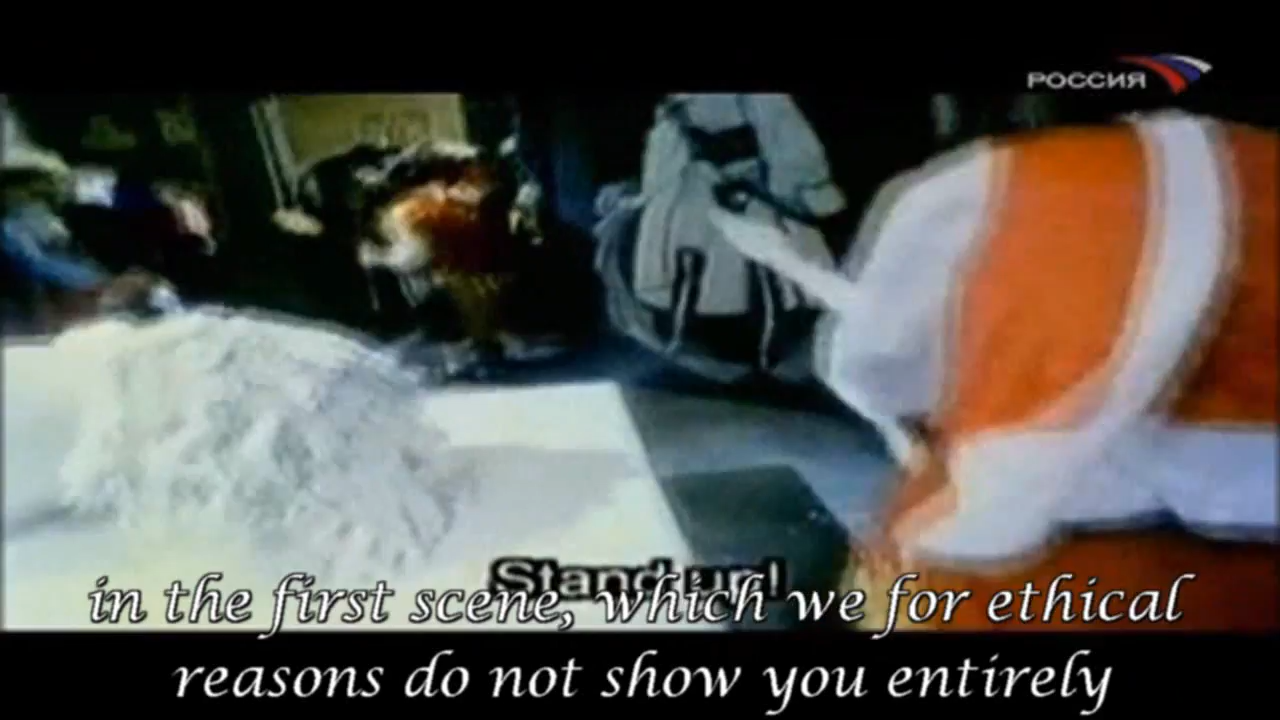 РОССИЯ
Stand up!
in the first scene, which we for ethical
reasons do not show you entirely